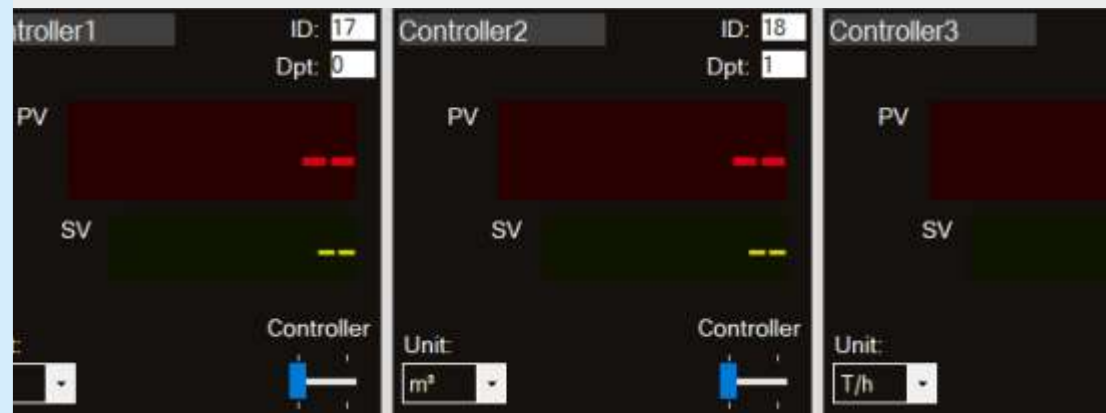 troller1 ID: 17 Controller2 ID: 18 Controller3
Dpt: 0 Dpt: 1
PV -- PV -- PV
SV -- SV -- SV
Controller Controller
: Unit: Unit:
m³ T/h